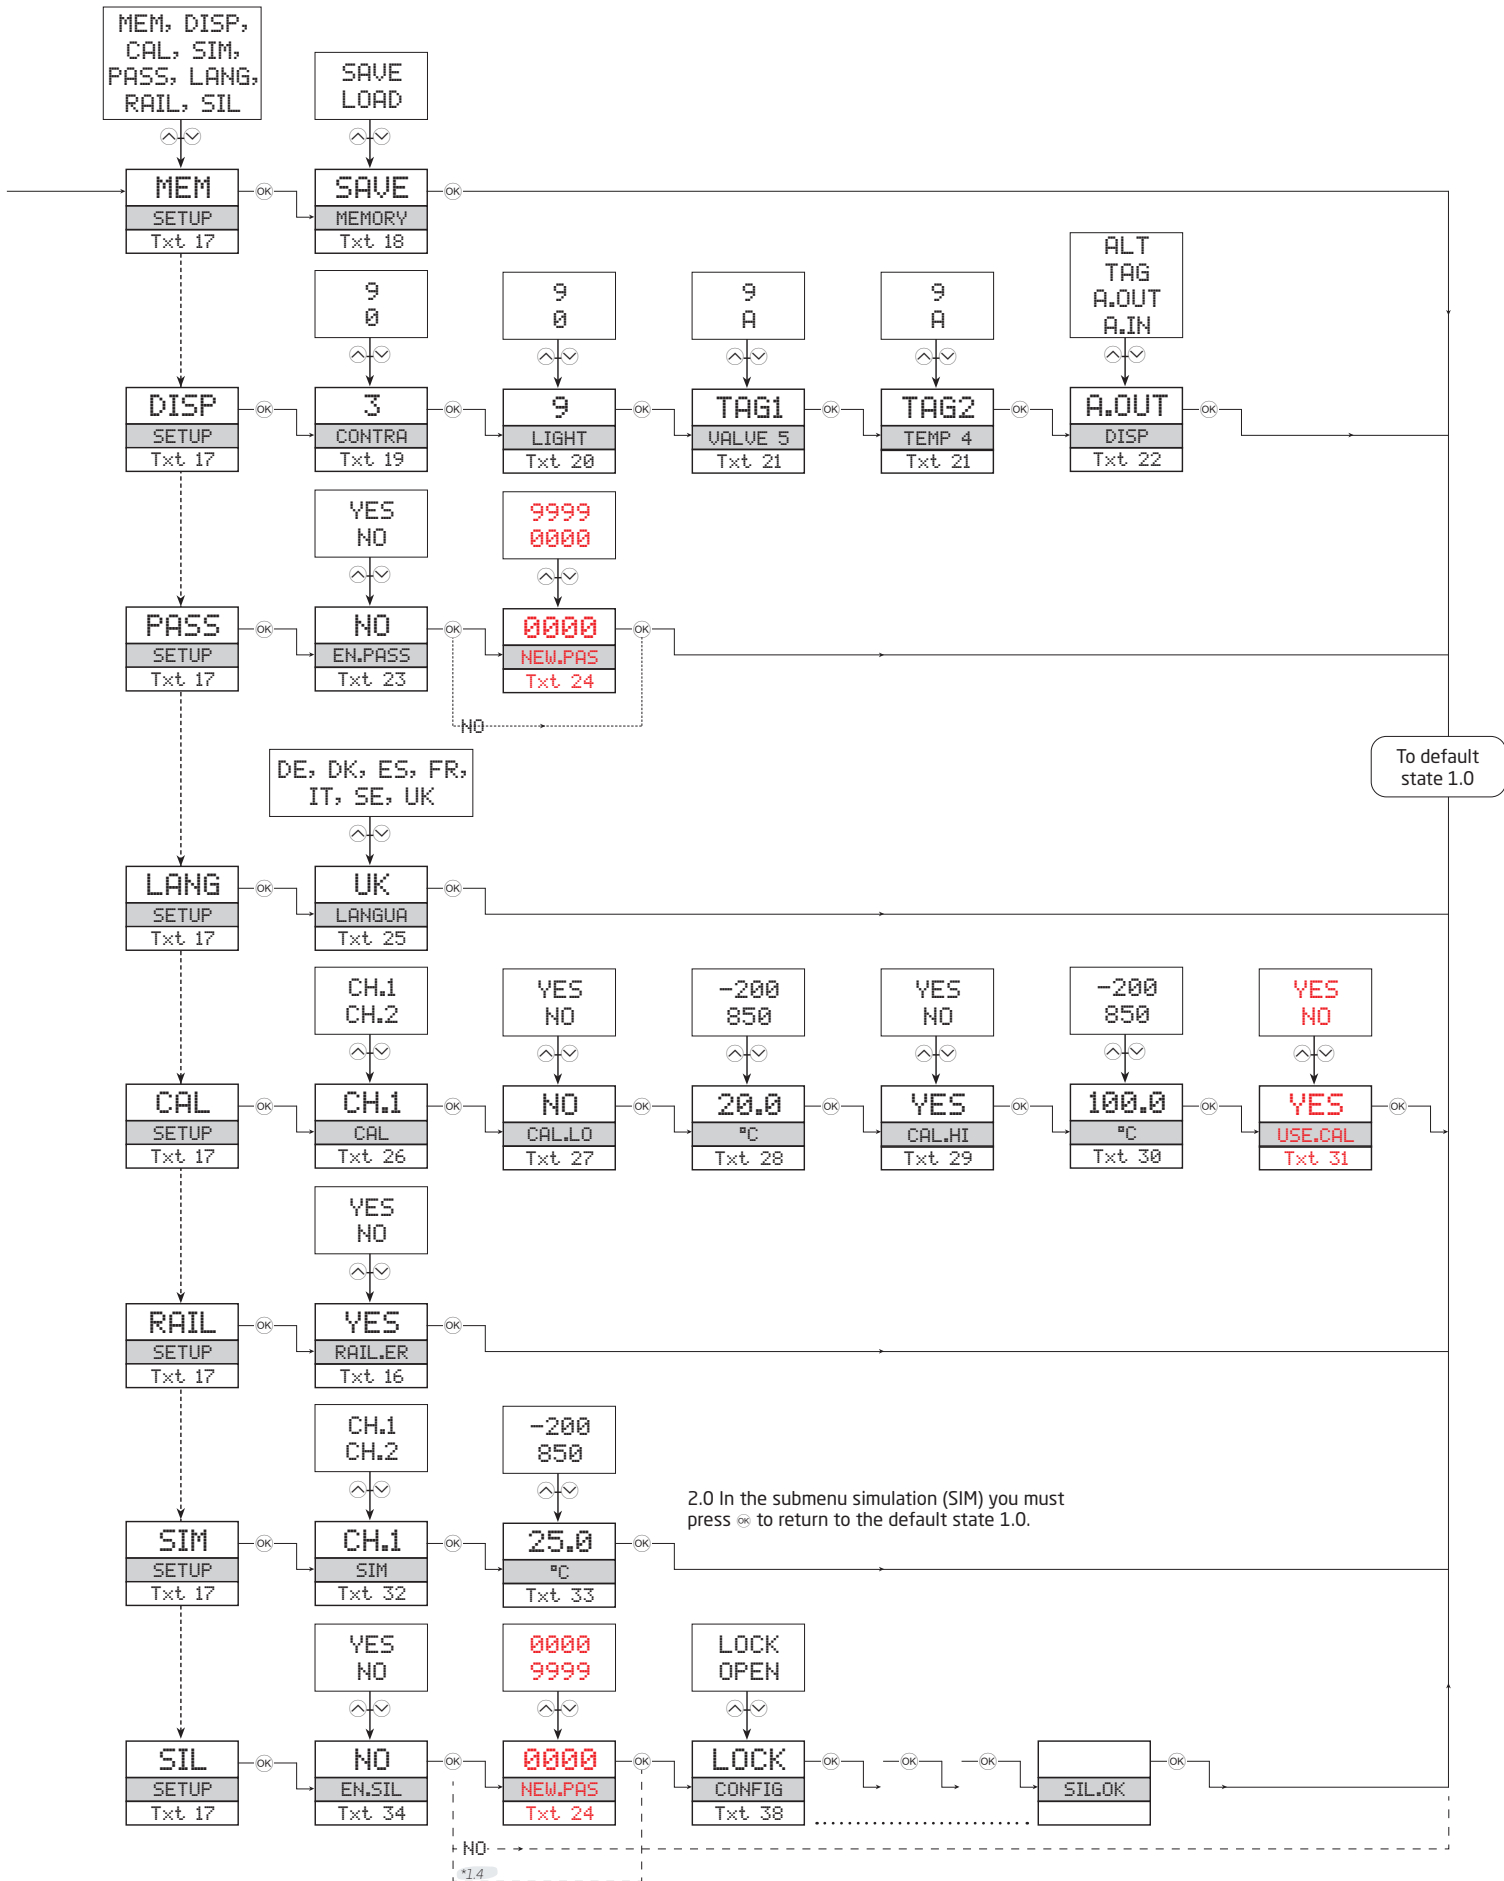 MEM, DISP,
CAL, SIM,
PASS, LANG,
RAIL, SIL
SAVE
LOAD
MEM
SETUP
Txt 17
OK
SAVE
MEMORY
Txt 18
OK
9
0
9
0
9
A
9
A
ALT
TAG
A.OUT
A.IN
DISP
SETUP
Txt 17
OK
3
CONTRA
Txt 19
OK
9
LIGHT
Txt 20
OK
TAG1
VALVE 5
Txt 21
OK
TAG2
TEMP 4
Txt 21
OK
A.OUT
DISP
Txt 22
OK
YES
NO
9999
0000
PASS
SETUP
Txt 17
OK
NO
EN.PASS
Txt 23
OK
0000
NEW.PAS
Txt 24
OK
NO
To default
state 1.0
DE, DK, ES, FR,
IT, SE, UK
LANG
SETUP
Txt 17
OK
UK
LANGUA
Txt 25
OK
CH.1
CH.2
YES
NO
-200
850
YES
NO
-200
850
YES
NO
CAL
SETUP
Txt 17
OK
CH.1
CAL
Txt 26
OK
NO
CAL.LO
Txt 27
OK
20.0
°C
Txt 28
OK
YES
CAL.HI
Txt 29
OK
100.0
°C
Txt 30
OK
YES
USE.CAL
Txt 31
OK
YES
NO
RAIL
SETUP
Txt 17
OK
YES
RAIL.ER
Txt 16
OK
CH.1
CH.2
-200
850
2.0 In the submenu simulation (SIM) you must
press OK to return to the default state 1.0.
SIM
SETUP
Txt 17
OK
CH.1
SIM
Txt 32
OK
25.0
°C
Txt 33
OK
YES
NO
0000
9999
LOCK
OPEN
SIL
SETUP
Txt 17
OK
NO
EN.SIL
Txt 34
OK
0000
NEW.PAS
Txt 24
OK
LOCK
CONFIG
Txt 38
OK
OK
OK
SIL.OK
OK
NO
*1.4